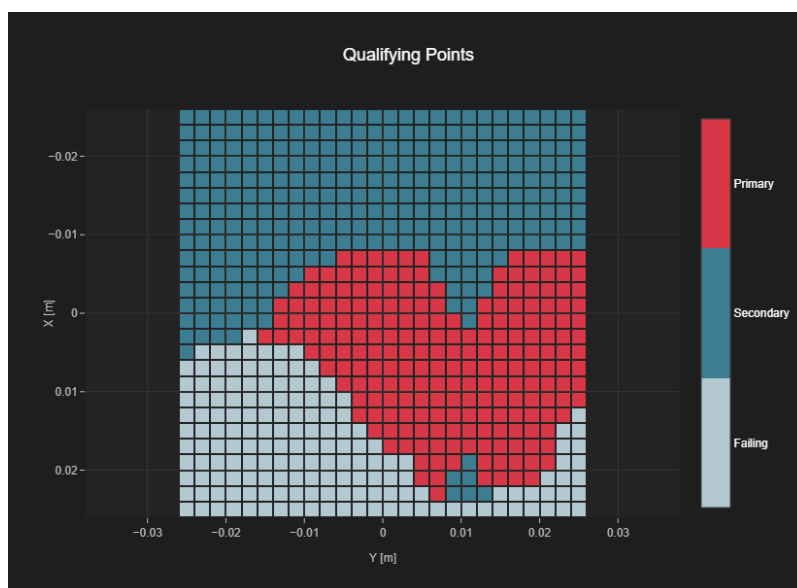 Qualifying Points
−0.02
−0.01
0
0.01
0.02
X [m]
−0.03
−0.02
−0.01
0
0.01
0.02
0.03
Y [m]
Primary
Secondary
Failing